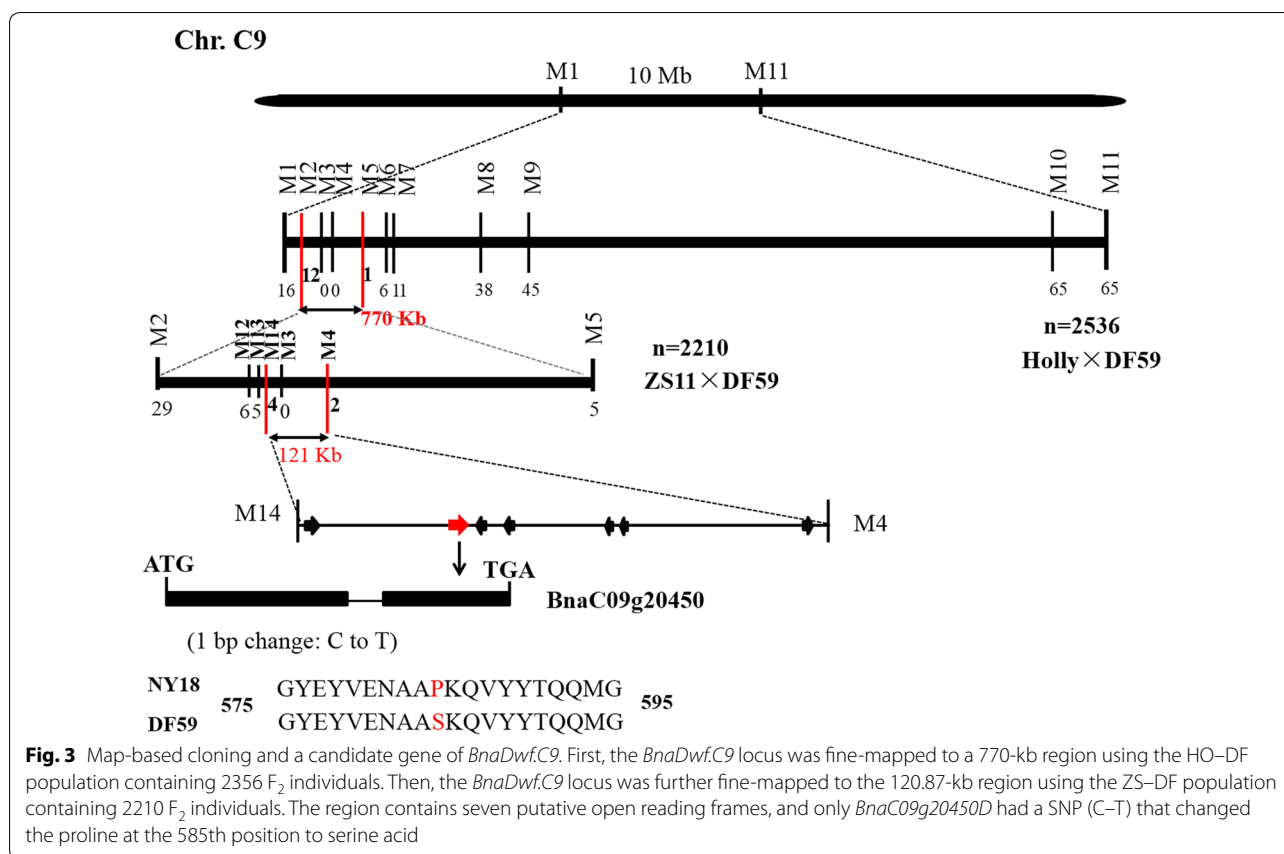 Chr. C9
M1 10 Mb M11
M1 M2 M3 M4 M5 M6 M7 M8 M9 M10 M11
16 12 0 0 1 6 11 38 45 65 65
770 Kb
n=2536
Holly×DF59
M2 M12 M13 M14 M3 M4 M5
n=2210
ZS11×DF59
29 6 5 4 0 2 5
121 Kb
M14 M4
ATG TGA
BnaC09g20450
(1 bp change: C to T)
NY18 575 GYEYVENAAPKQVYYTQQMG 595
DF59 GYEYVENAASKQVYYTQQMG
Fig. 3 Map-based cloning and a candidate gene of BnaDwf.C9. First, the BnaDwf.C9 locus was fine-mapped to a 770-kb region using the HO–DF
population containing 2356 F2 individuals. Then, the BnaDwf.C9 locus was further fine-mapped to the 120.87-kb region using the ZS–DF population
containing 2210 F2 individuals. The region contains seven putative open reading frames, and only BnaC09g20450D had a SNP (C–T) that changed
the proline at the 585th position to serine acid